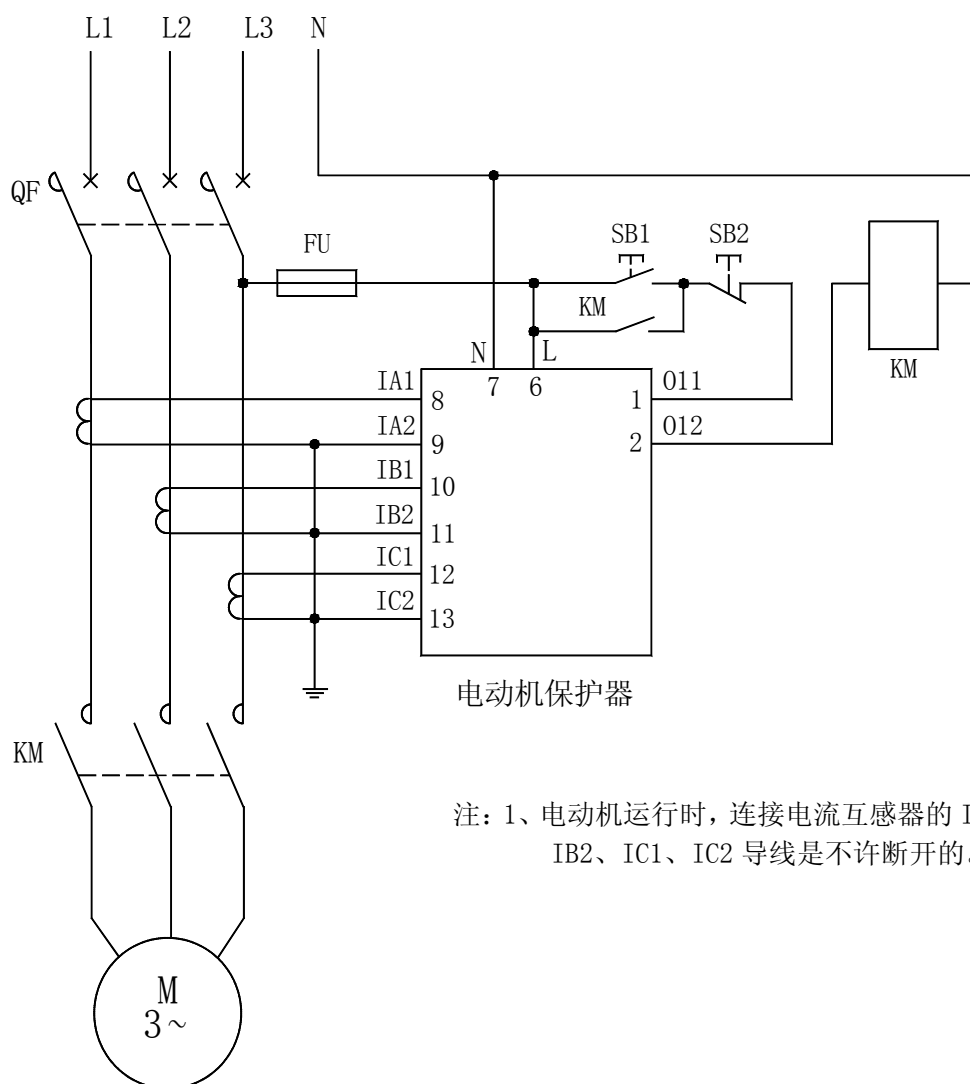 L1 L2 L3 N
QF
FU
SB1 SB2
KM
KM
N L
7 6
IA1 8
IA2 9
IB1 10
IB2 11
IC1 12
IC2 13
1 O11
2 O12
电动机保护器
KM
注: 1、电动机运行时, 连接电流互感器的 I
IB2、IC1、IC2 导线是不许断开的.
M
3~